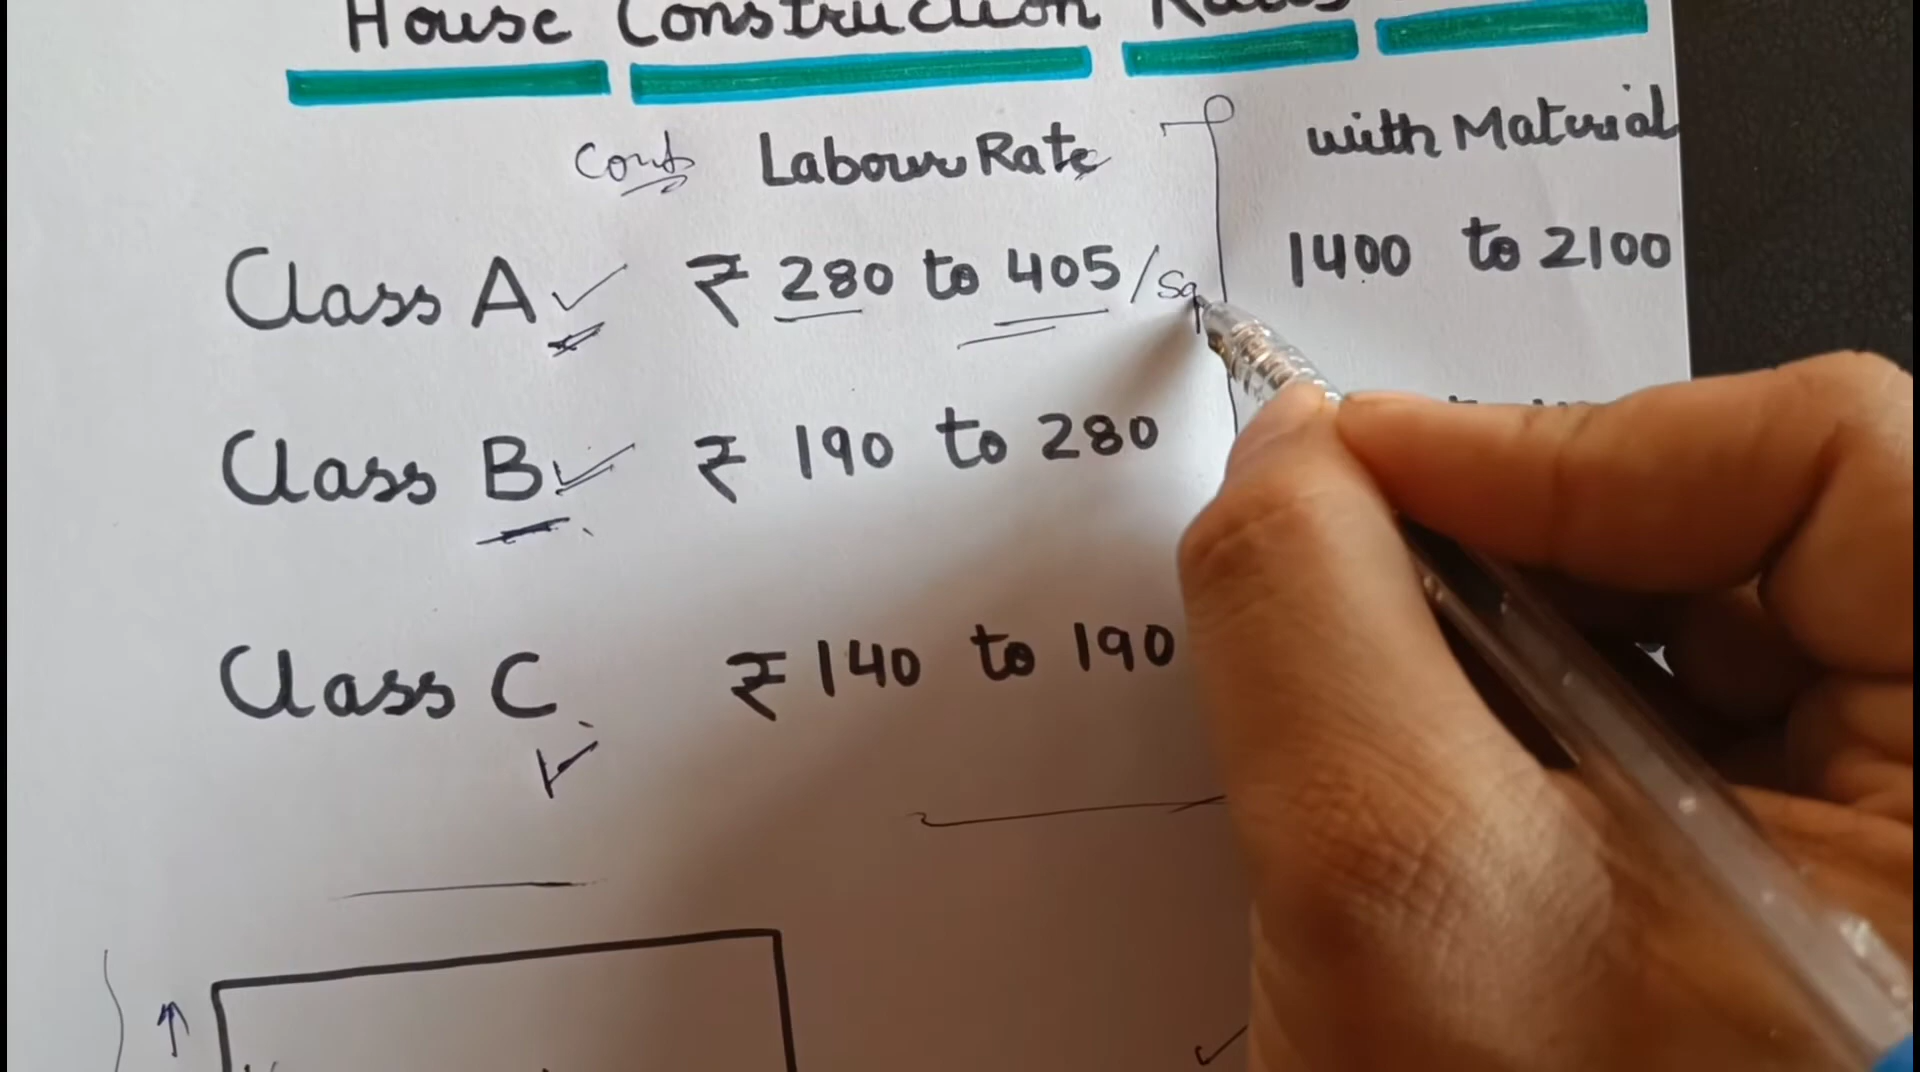 House Construction Rates
Labour Rate
with Material
Class A ₹ 280 to 405 /Sq 1400 to 2100
Class B ₹ 190 to 280
Class C ₹ 140 to 190